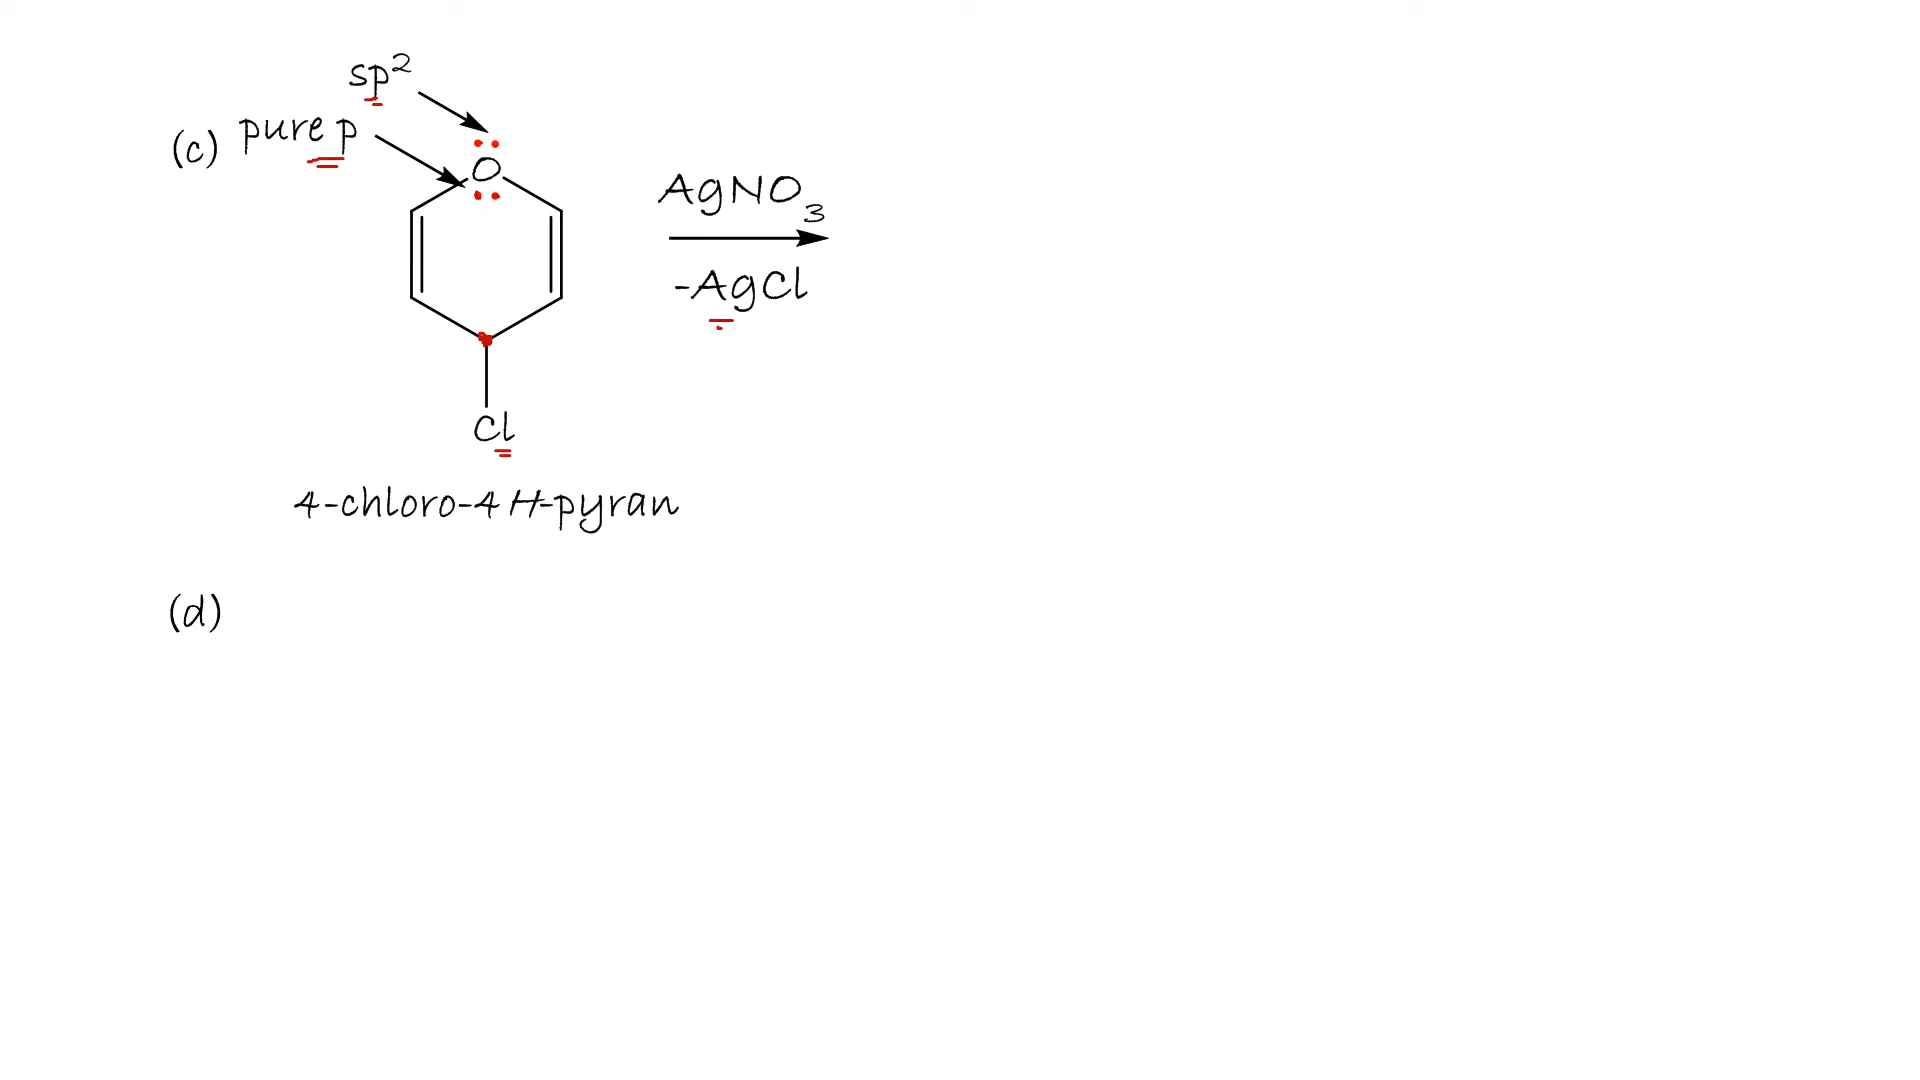 sp²
(c) pure p
O
AgNO₃
-AgCl
Cl
4-chloro-4H-pyran
(d)